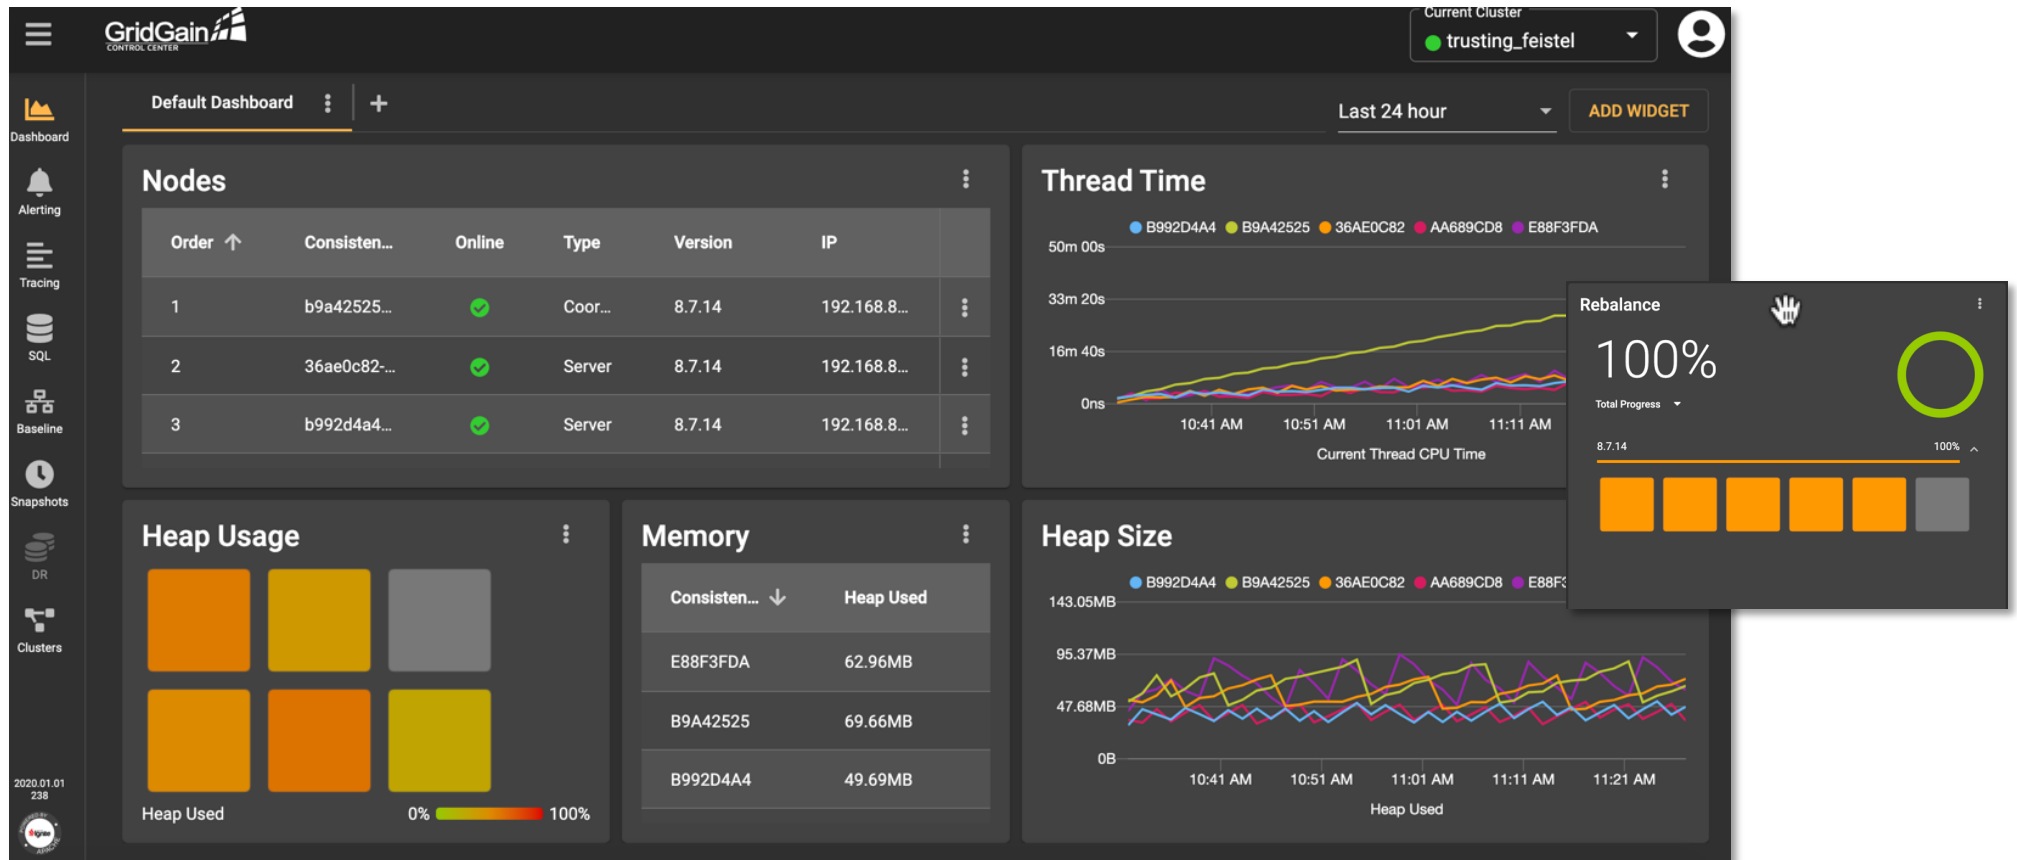 GridGain
CONTROL CENTER
Current Cluster
trusting_feistel
Default Dashboard
Last 24 hour
ADD WIDGET
Dashboard
Alerting
Tracing
SQL
Baseline
Snapshots
DR
Clusters
2020.01.01
238
POWERED BY
ignite
APACHE
Nodes
Order Consisten... Online Type Version IP
1 b9a42525... Coor... 8.7.14 192.168.8...
2 36ae0c82-... Server 8.7.14 192.168.8...
3 b992d4a4... Server 8.7.14 192.168.8...
Thread Time
B992D4A4 B9A42525 36AE0C82 AA689CD8 E88F3FDA
50m 00s
33m 20s
16m 40s
0ns
10:41 AM 10:51 AM 11:01 AM 11:11 AM
Current Thread CPU Time
Rebalance
100%
Total Progress
8.7.14 100%
Heap Usage
Heap Used 0% 100%
Memory
Consisten... Heap Used
E88F3FDA 62.96MB
B9A42525 69.66MB
B992D4A4 49.69MB
Heap Size
B992D4A4 B9A42525 36AE0C82 AA689CD8 E88F3
143.05MB
95.37MB
47.68MB
0B
10:41 AM 10:51 AM 11:01 AM 11:11 AM 11:21 AM
Heap Used